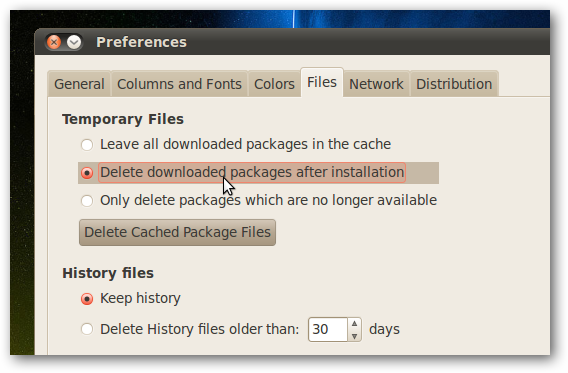 Preferences
General Columns and Fonts Colors Files Network Distribution
Temporary Files
Leave all downloaded packages in the cache
Delete downloaded packages after installation
Only delete packages which are no longer available
Delete Cached Package Files
History files
Keep history
Delete History files older than: 30 days